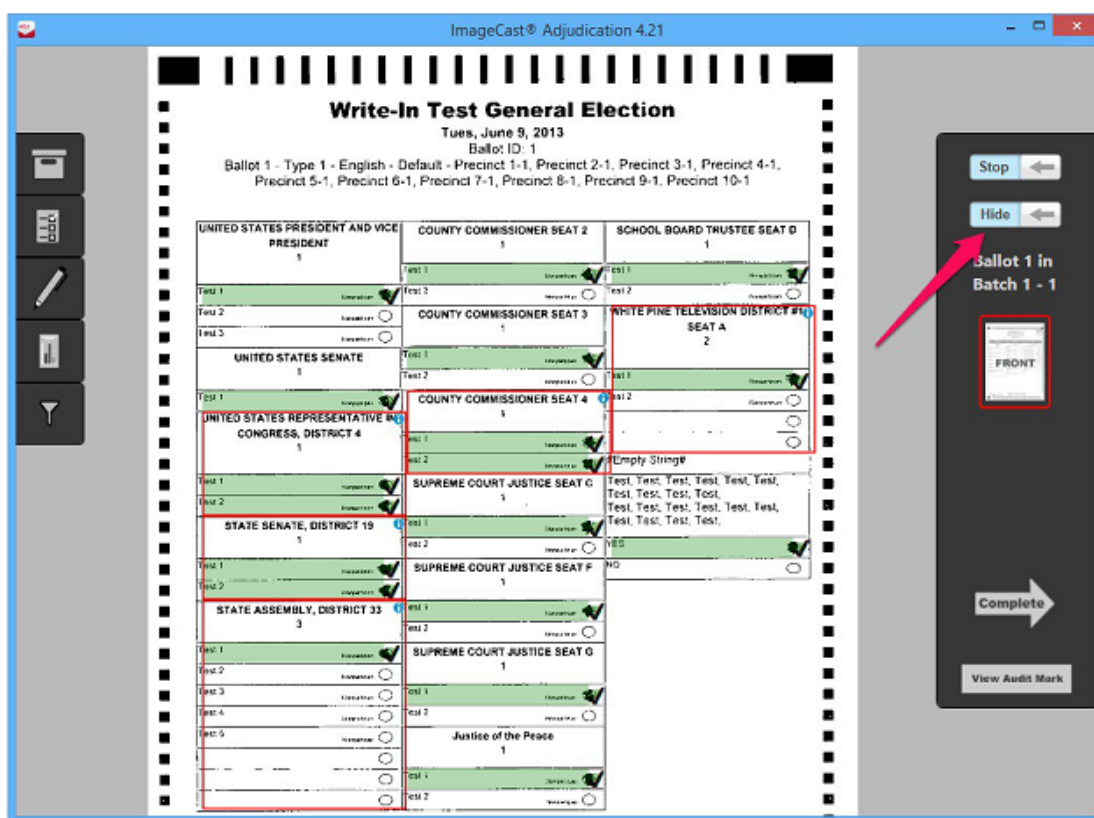 ImageCast® Adjudication 4.21
Write-In Test General Election
Tues, June 9, 2013
Ballot ID: 1
Ballot 1 - Type 1 - English - Default - Precinct 1-1, Precinct 2-1, Precinct 3-1, Precinct 4-1,
Precinct 5-1, Precinct 6-1, Precinct 7-1, Precinct 8-1, Precinct 9-1, Precinct 10-1
UNITED STATES PRESIDENT AND VICE
PRESIDENT
1
Test 1
Test 2
Test 3
UNITED STATES SENATE
1
Test 1
UNITED STATES REPRESENTATIVE IN
CONGRESS, DISTRICT 4
1
Test 1
Test 2
STATE SENATE, DISTRICT 19
1
Test 1
Test 2
STATE ASSEMBLY, DISTRICT 33
3
Test 1
Test 2
Test 3
Test 4
Test 5
COUNTY COMMISSIONER SEAT 2
1
Test 1
Test 2
COUNTY COMMISSIONER SEAT 3
1
Test 1
Test 2
COUNTY COMMISSIONER SEAT 4
1
Test 1
Test 2
SUPREME COURT JUSTICE SEAT C
1
Test 1
Test 2
SUPREME COURT JUSTICE SEAT F
1
Test 1
Test 2
SUPREME COURT JUSTICE SEAT G
1
Test 1
Test 2
Justice of the Peace
1
Test 1
Test 2
SCHOOL BOARD TRUSTEE SEAT D
1
Test 1
Test 2
WHITE PINE TELEVISION DISTRICT #1
SEAT A
2
Test 1
Test 2
#Empty String#
Test, Test, Test, Test, Test, Test,
Test, Test, Test, Test,
Test, Test, Test, Test, Test, Test,
Test, Test, Test, Test,
YES
NO
Stop
Hide
Ballot 1 in
Batch 1 - 1
FRONT
Complete
View Audit Mark